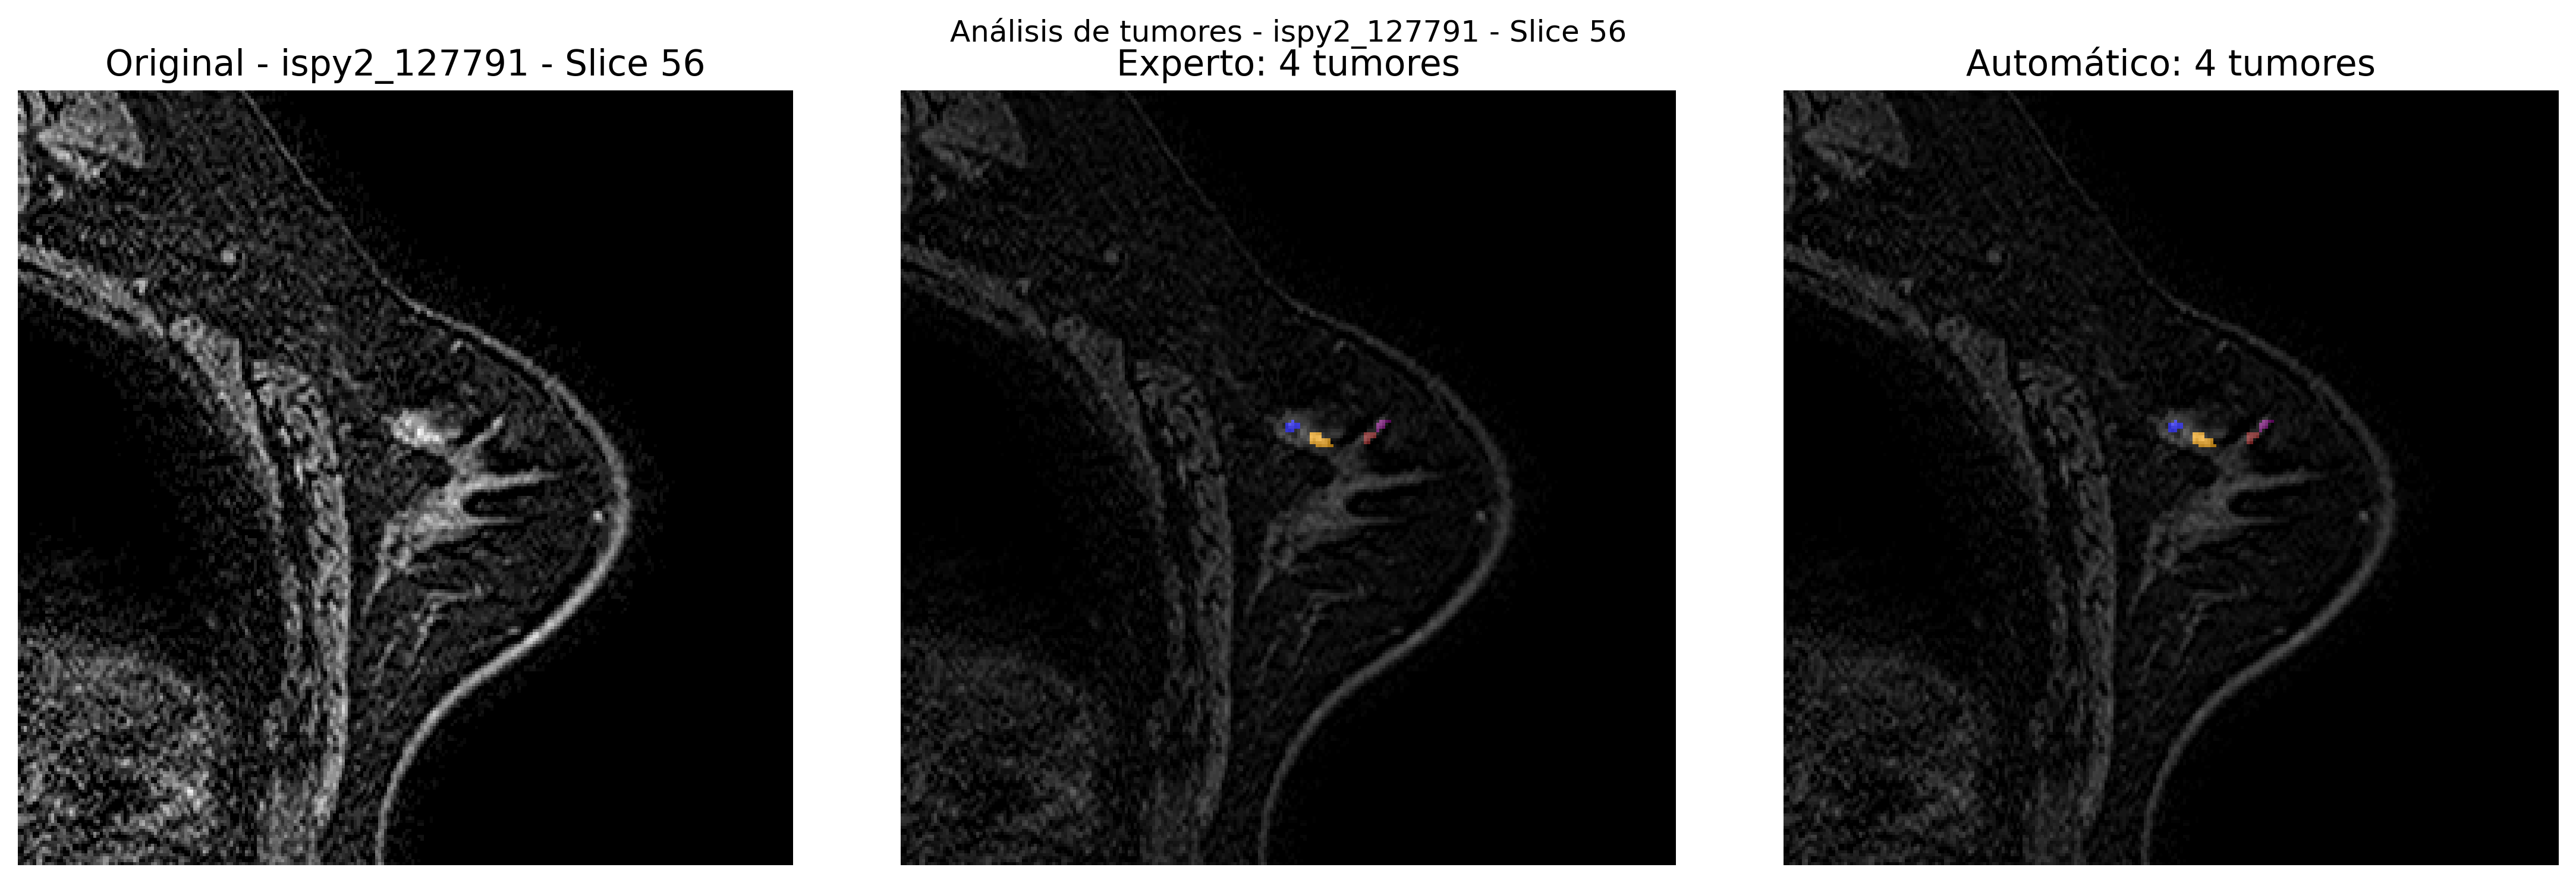 Análisis de tumores - ispy2_127791 - Slice 56
Original - ispy2_127791 - Slice 56
Experto: 4 tumores
Automático: 4 tumores